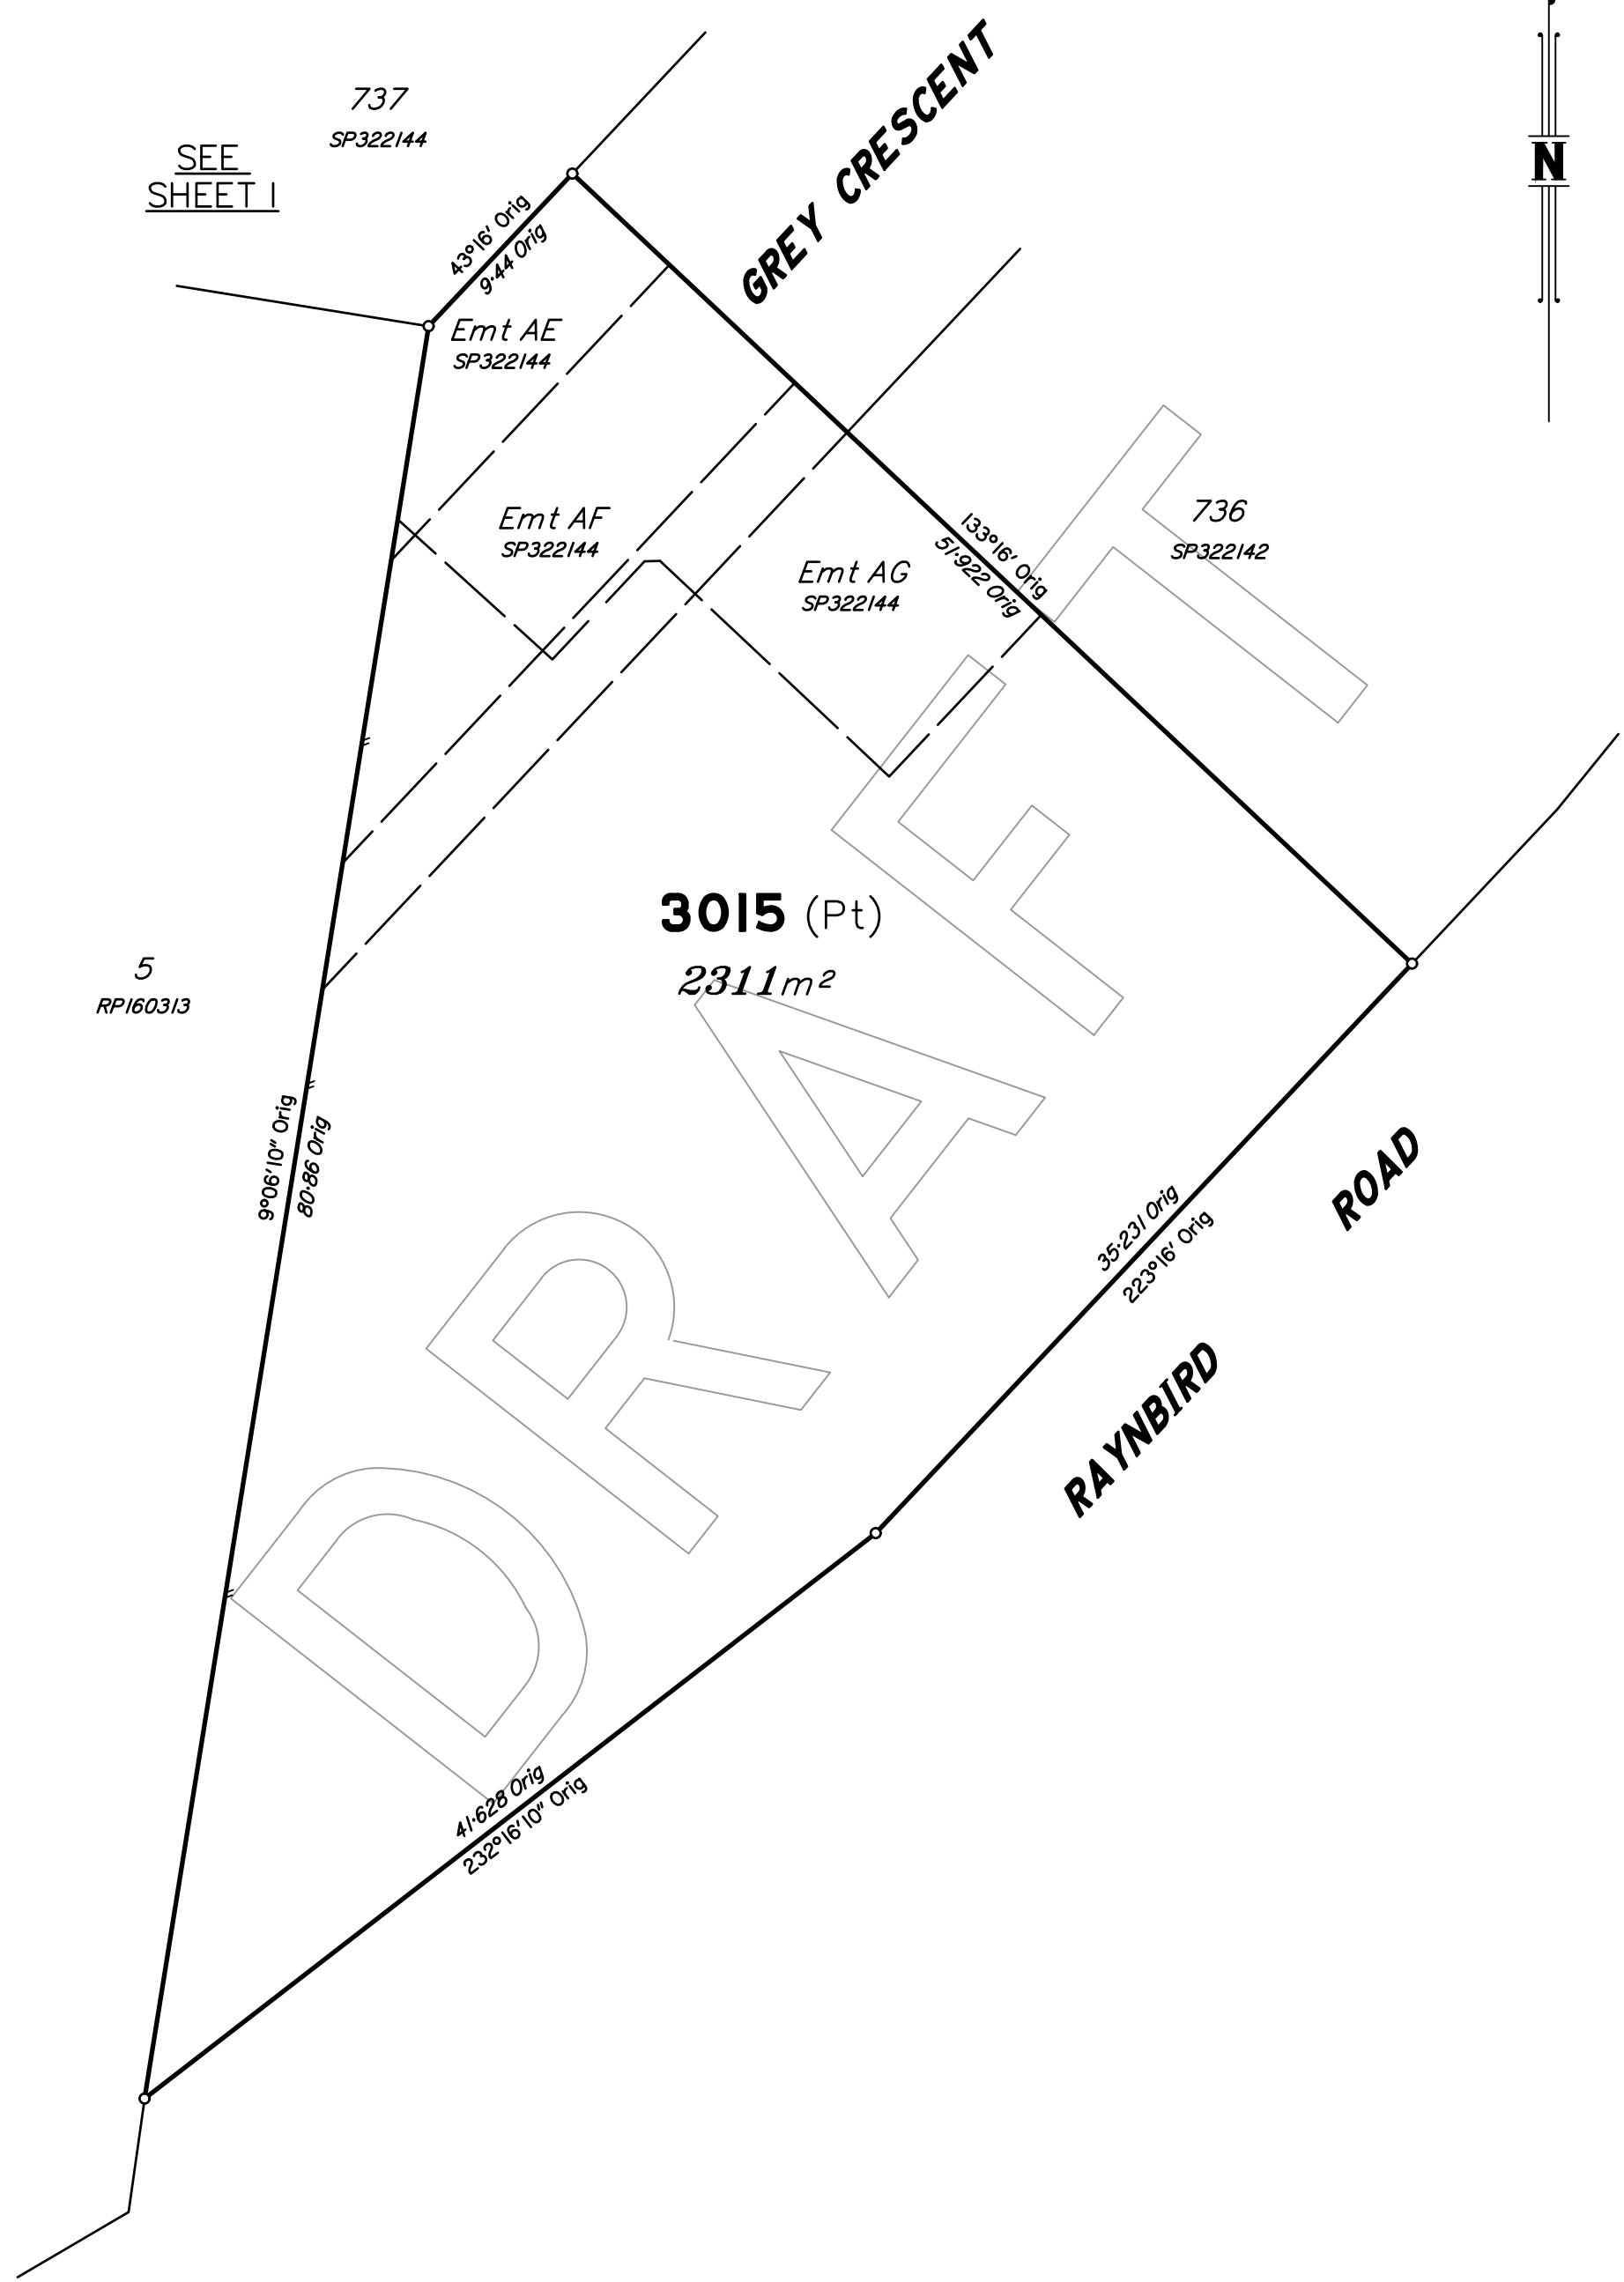 737
SP322144
SEE
SHEET 1
GREY CRESCENT
N
43°16' Orig
9·44 Orig
Emt AE
SP322144
Emt AF
SP322144
Emt AG
SP322144
133°16' Orig
51·922 Orig
736
SP322142
3015 (Pt)
2311m²
5
RP160313
9°06'10" Orig
80·86 Orig
35·231 Orig
223°16' Orig
RAYNBIRD ROAD
41·628 Orig
232°16'10" Orig
DRAFT